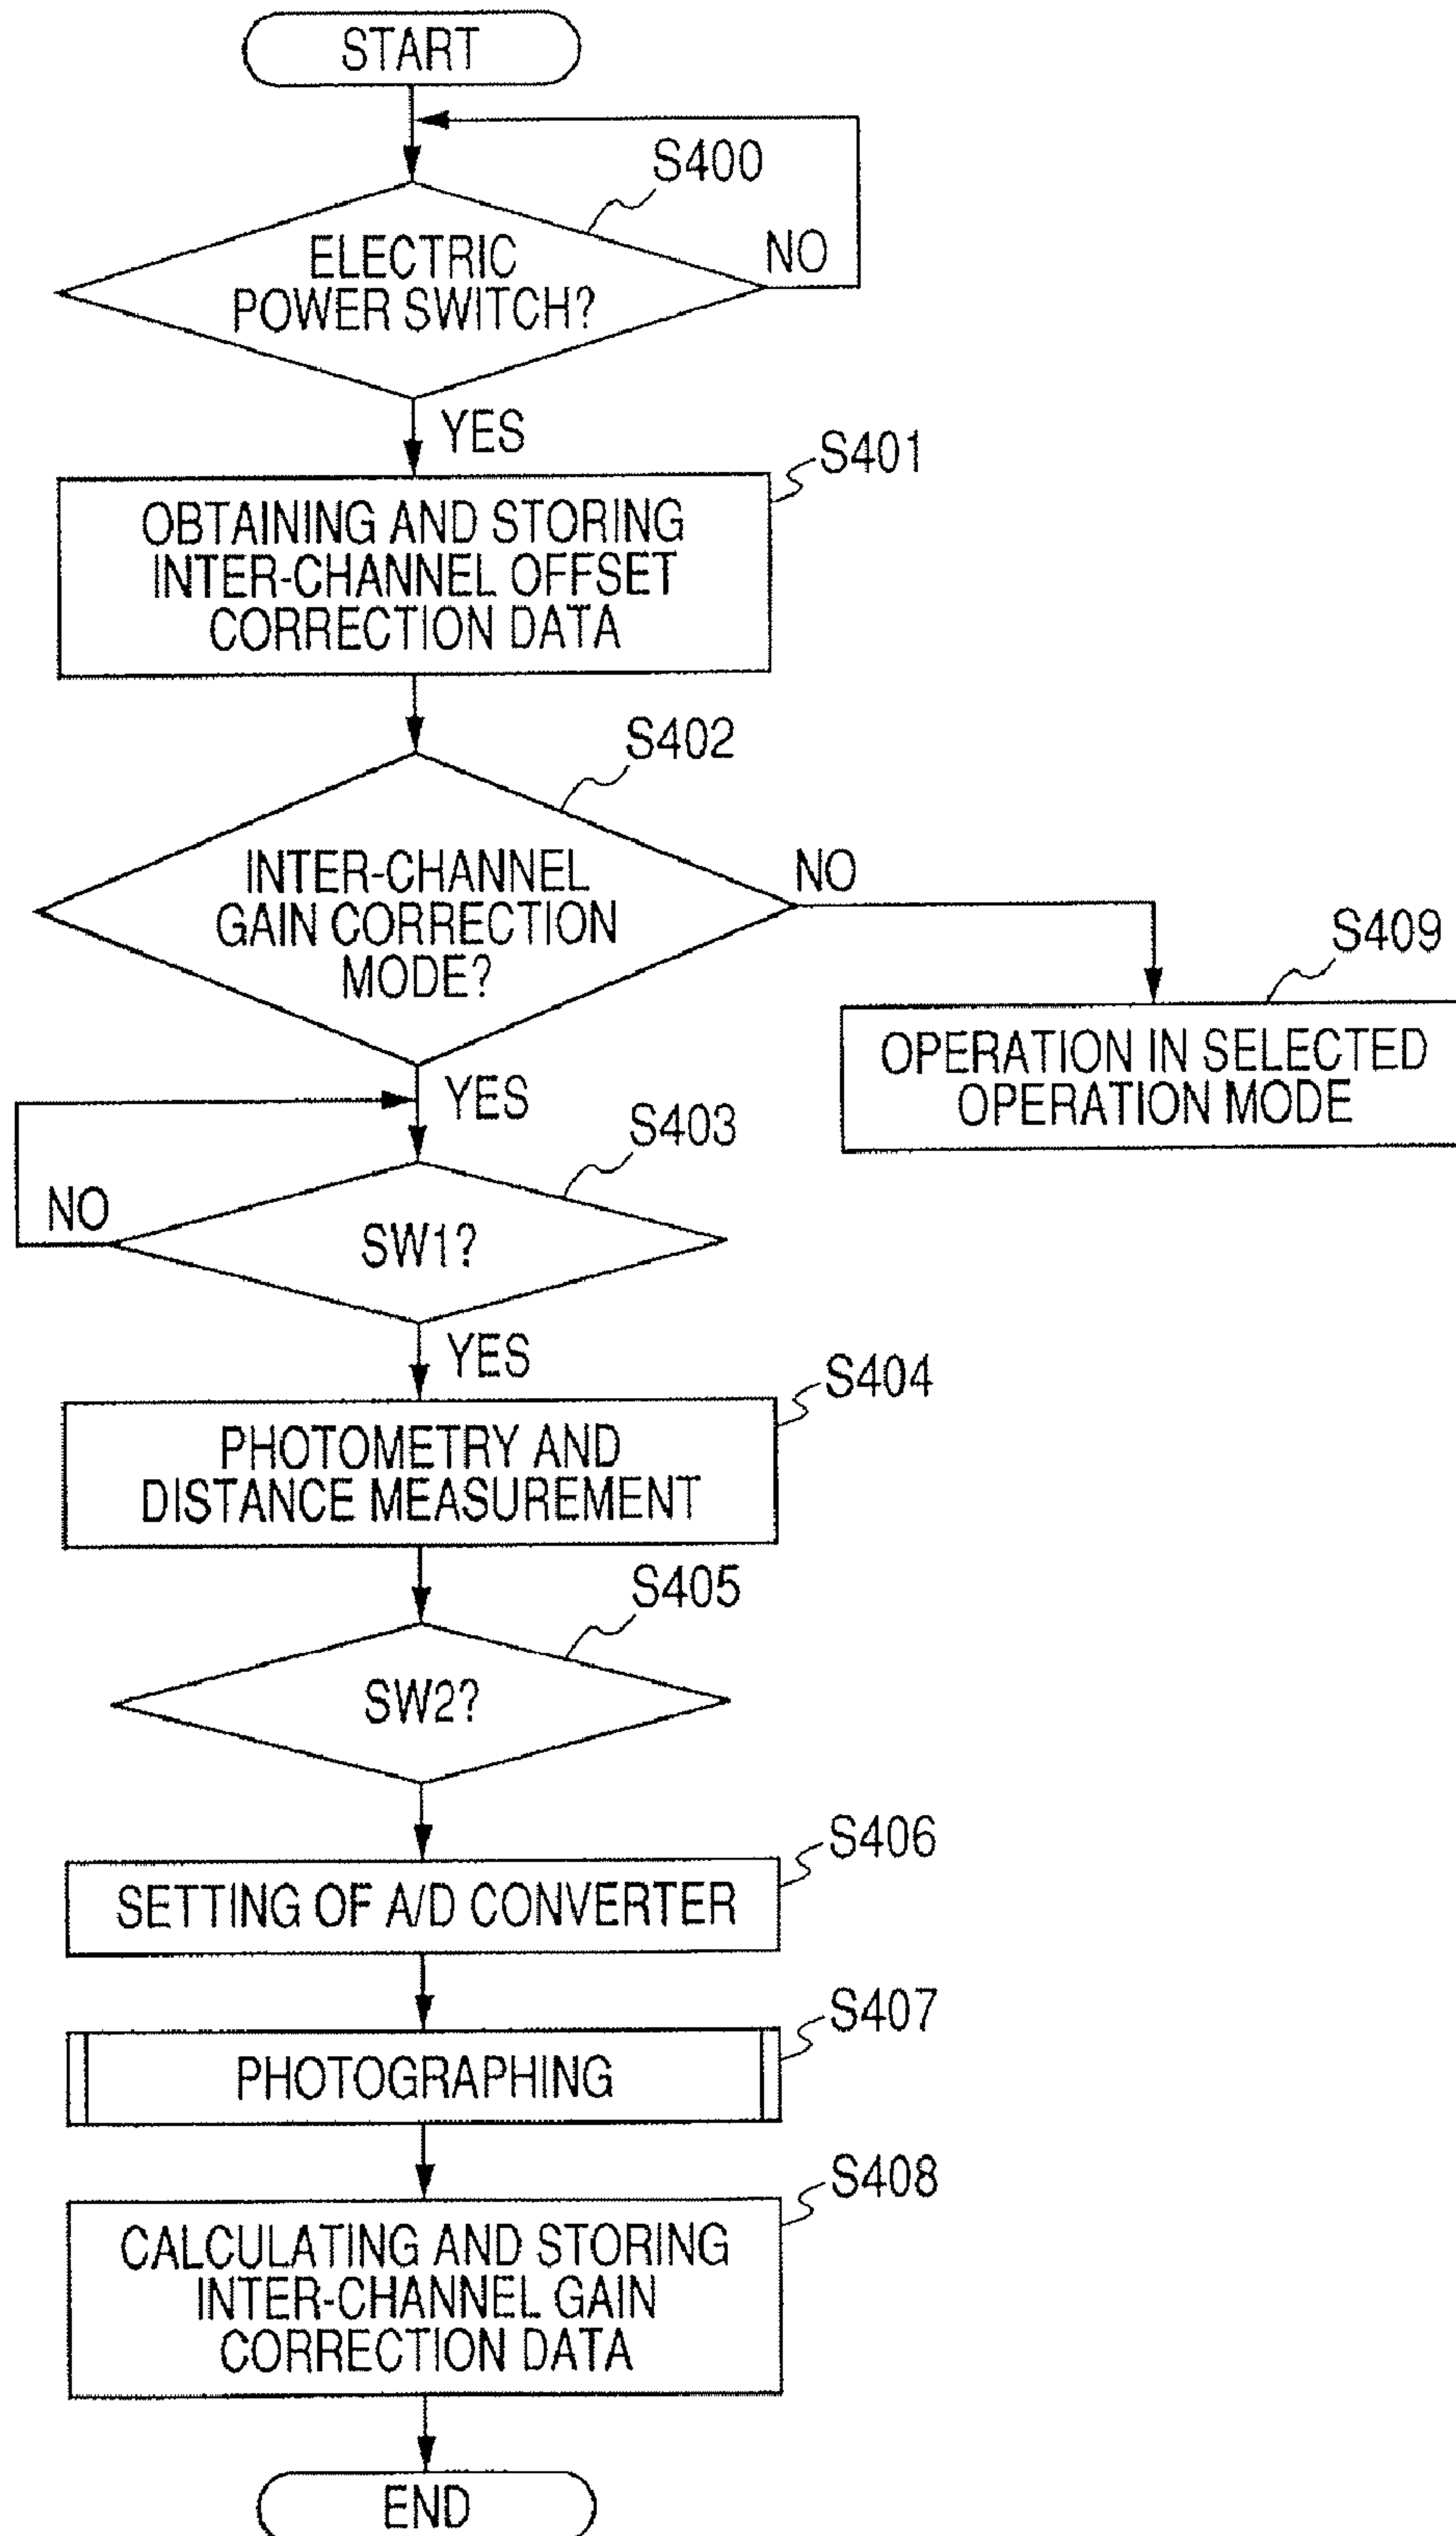 START
S400
ELECTRIC
POWER SWITCH?
NO
YES
S401
OBTAINING AND STORING
INTER-CHANNEL OFFSET
CORRECTION DATA
S402
INTER-CHANNEL
GAIN CORRECTION
MODE?
NO
S409
OPERATION IN SELECTED
OPERATION MODE
YES
S403
NO
SW1?
YES
S404
PHOTOMETRY AND
DISTANCE MEASUREMENT
S405
SW2?
S406
SETTING OF A/D CONVERTER
S407
PHOTOGRAPHING
S408
CALCULATING AND STORING
INTER-CHANNEL GAIN
CORRECTION DATA
END